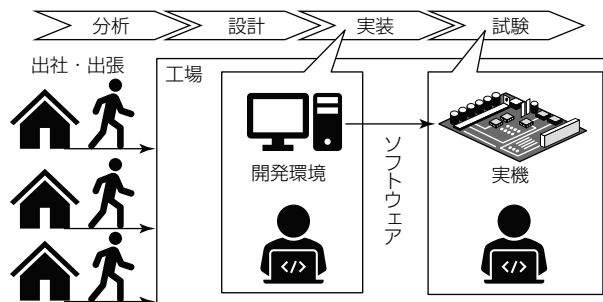 分析
設計
実装
試験
出社・出張
工場
開発環境
ソフトウェア
実機
</>
</>